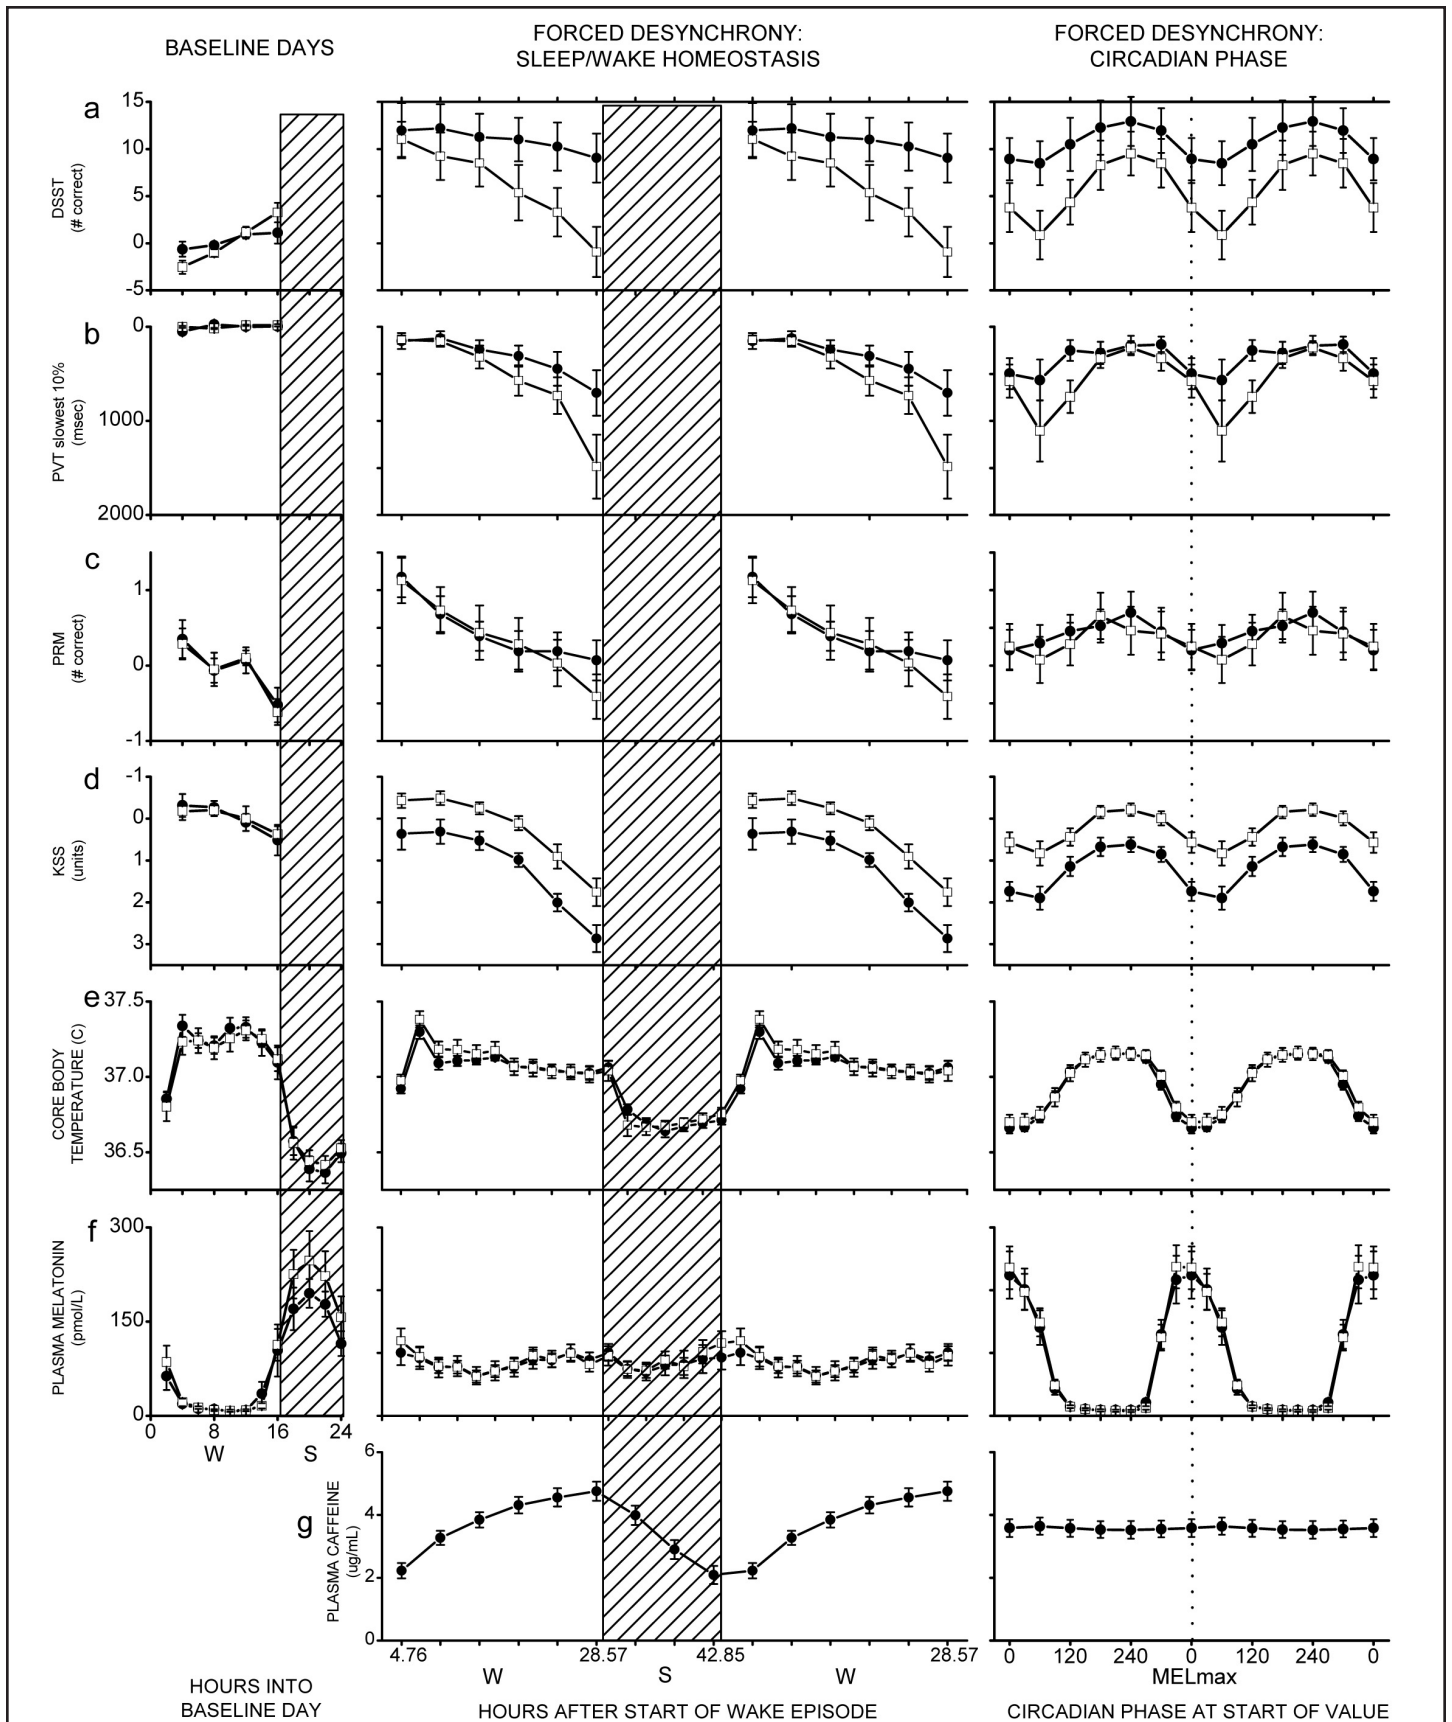 BASELINE DAYS
FORCED DESYNCHRONY:
SLEEP/WAKE HOMEOSTASIS
FORCED DESYNCHRONY:
CIRCADIAN PHASE
a
DSST
(# correct)
15
10
5
0
-5
b
PVT slowest 10%
(msec)
0
1000
2000
c
PRM
(# correct)
1
0
-1
d
KSS
(units)
-1
0
1
2
3
e
CORE BODY
TEMPERATURE (C)
37.5
37.0
36.5
f
PLASMA MELATONIN
(pmol/L)
300
150
0
0 8 16 24
W S
g
PLASMA CAFFEINE
(ug/mL)
6
4
2
0
4.76 28.57 42.85 28.57
W S W
0 120 240 0 120 240 0
MELmax
HOURS INTO
BASELINE DAY
HOURS AFTER START OF WAKE EPISODE
CIRCADIAN PHASE AT START OF VALUE